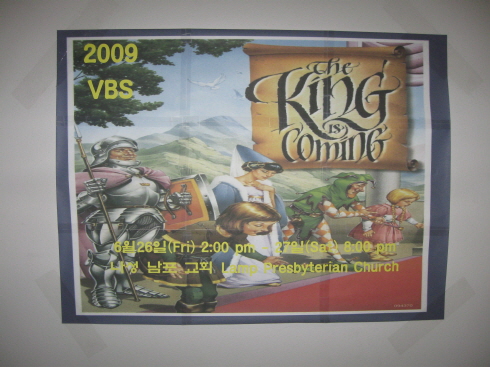 2009
VBS
The
KING
is
Coming
6월26일(Fri) 2:00 pm - 27일(Sat) 8:00 pm
남포 교회 Presbyterian Church